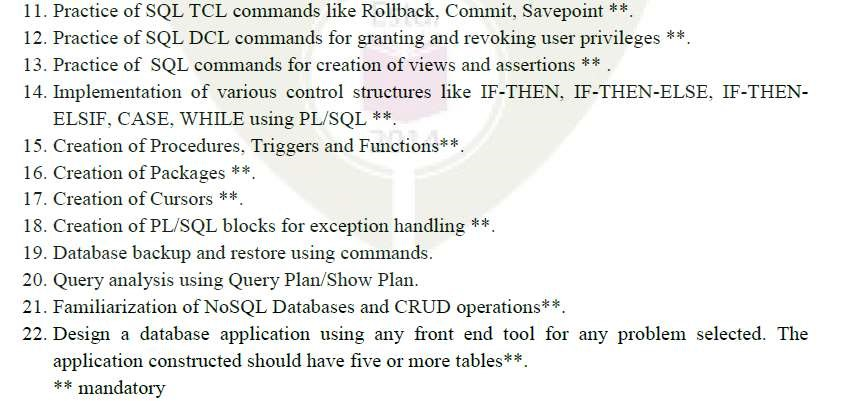 11. Practice of SQL TCL commands like Rollback, Commit, Savepoint **.
12. Practice of SQL DCL commands for granting and revoking user privileges **.
13. Practice of SQL commands for creation of views and assertions ** .
14. Implementation of various control structures like IF-THEN, IF-THEN-ELSE, IF-THEN-
ELSIF, CASE, WHILE using PL/SQL **.
15. Creation of Procedures, Triggers and Functions**.
16. Creation of Packages **.
17. Creation of Cursors **.
18. Creation of PL/SQL blocks for exception handling **.
19. Database backup and restore using commands.
20. Query analysis using Query Plan/Show Plan.
21. Familiarization of NoSQL Databases and CRUD operations**.
22. Design a database application using any front end tool for any problem selected. The
application constructed should have five or more tables**.
** mandatory
Estd.
2014